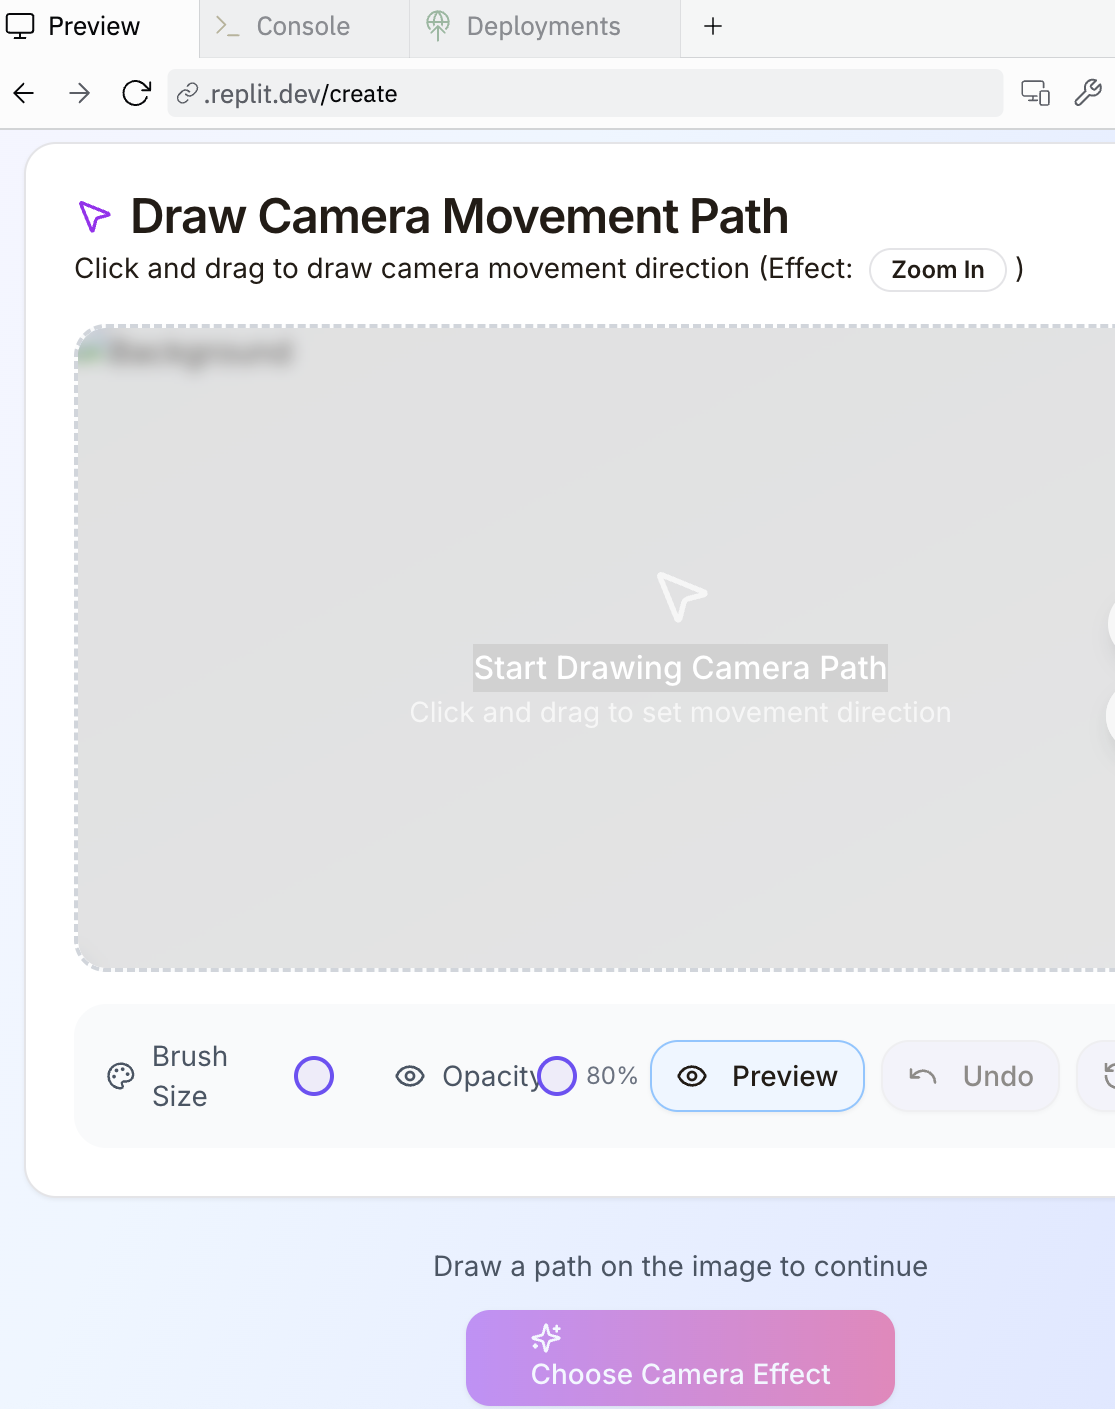 Preview
Console
Deployments
.replit.dev/create
Draw Camera Movement Path
Click and drag to draw camera movement direction (Effect: Zoom In )
Background
Start Drawing Camera Path
Click and drag to set movement direction
Brush Size
Opacity
80%
Preview
Undo
Draw a path on the image to continue
Choose Camera Effect